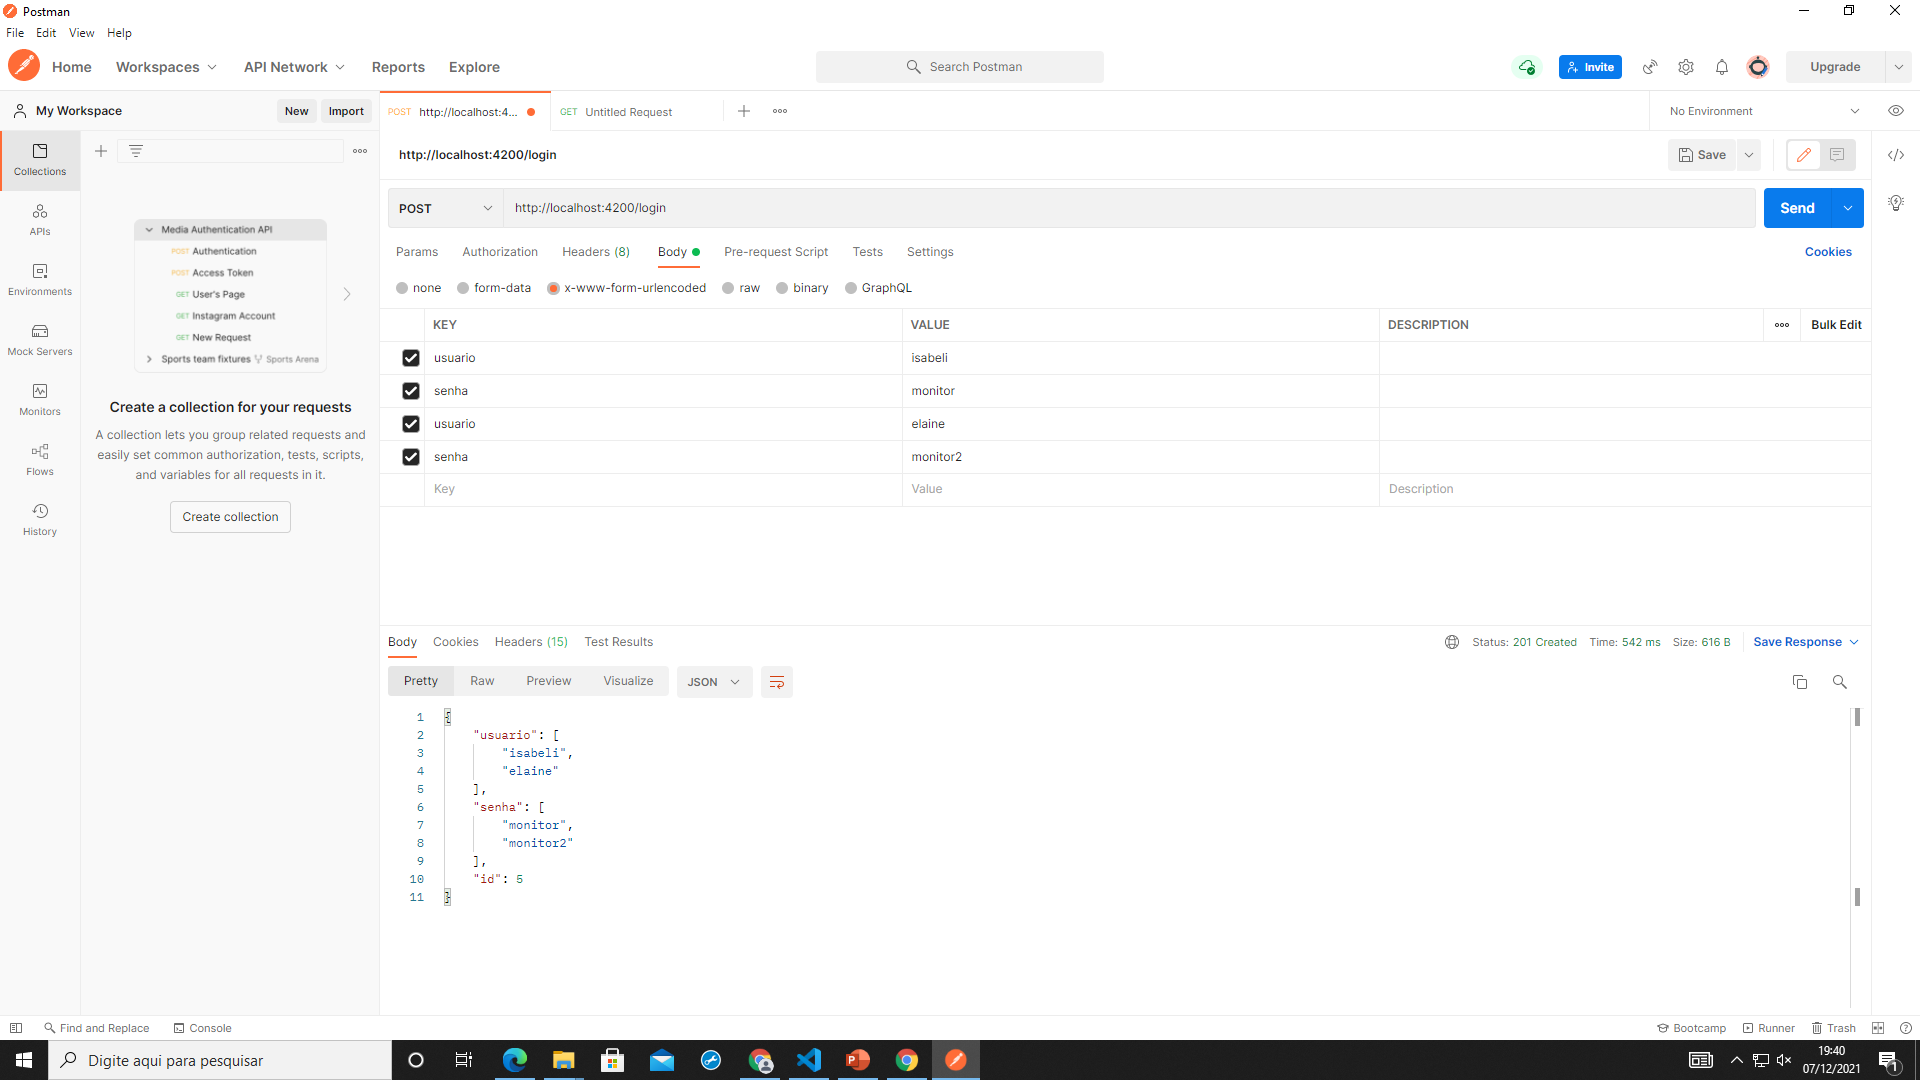 Postman
File Edit View Help
Home Workspaces API Network Reports Explore Search Postman Invite Upgrade
My Workspace New Import POST http://localhost:4... GET Untitled Request No Environment
Collections
APIs
Environments
Mock Servers
Monitors
Flows
History
Media Authentication API
POST Authentication
POST Access Token
GET User's Page
GET Instagram Account
GET New Request
Sports team fixtures Sports Arena
Create a collection for your requests
A collection lets you group related requests and
easily set common authorization, tests, scripts,
and variables for all requests in it.
Create collection
http://localhost:4200/login Save
POST http://localhost:4200/login Send
Params Authorization Headers (8) Body Pre-request Script Tests Settings Cookies
none form-data x-www-form-urlencoded raw binary GraphQL
KEY VALUE DESCRIPTION Bulk Edit
usuario isabeli
senha monitor
usuario elaine
senha monitor2
Key Value Description
Body Cookies Headers (15) Test Results Status: 201 Created Time: 542 ms Size: 616 B Save Response
Pretty Raw Preview Visualize JSON
1 {
2 "usuario": [
3 "isabeli",
4 "elaine"
5 ],
6 "senha": [
7 "monitor",
8 "monitor2"
9 ],
10 "id": 5
11 }
Find and Replace Console Bootcamp Runner Trash
Digite aqui para pesquisar
19:40
07/12/2021
1